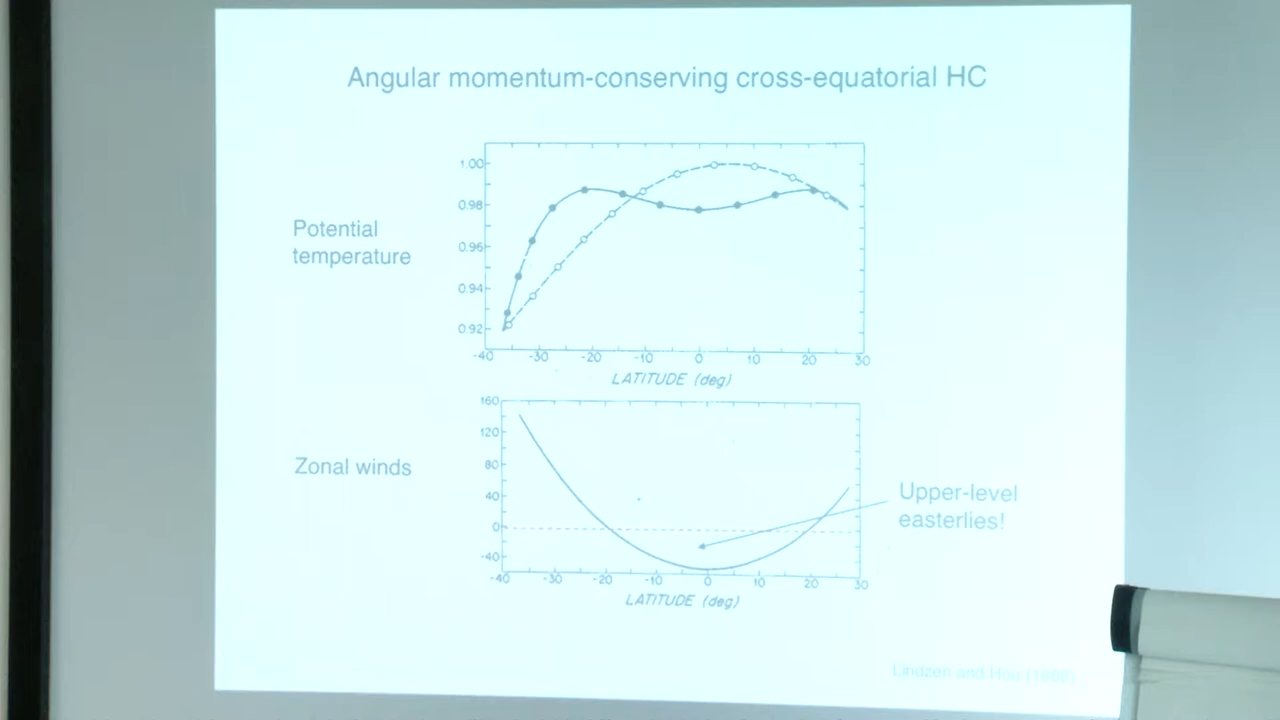 Angular momentum-conserving cross-equatorial HC
Potential
temperature
1.00
0.98
0.96
0.94
0.92
-40 -30 -20 -10 0 10 20 30
LATITUDE (deg)
Zonal winds
160
120
80
40
0
-40
-40 -30 -20 -10 0 10 20 30
LATITUDE (deg)
Upper-level
easterlies!
Lindzen and Hou (1988)